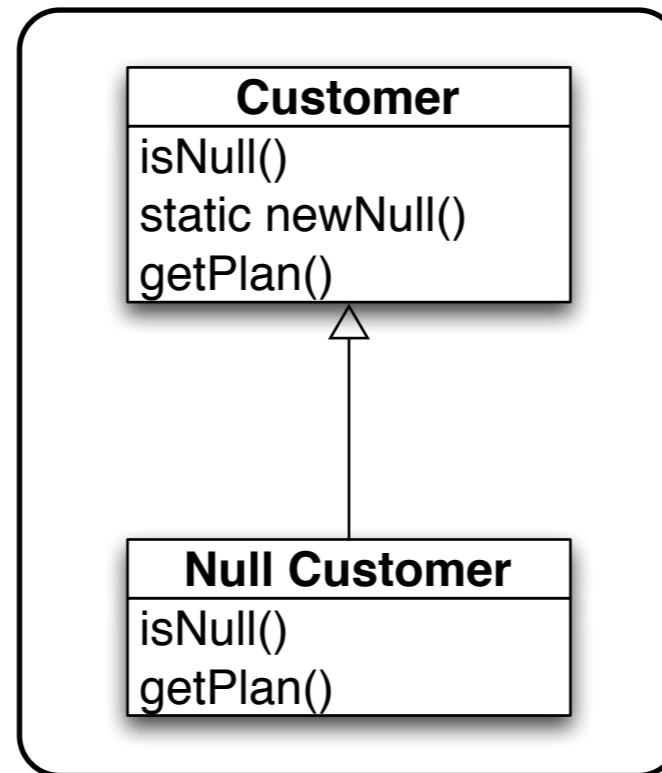 Customer
isNull()
static newNull()
getPlan()
Null Customer
isNull()
getPlan()